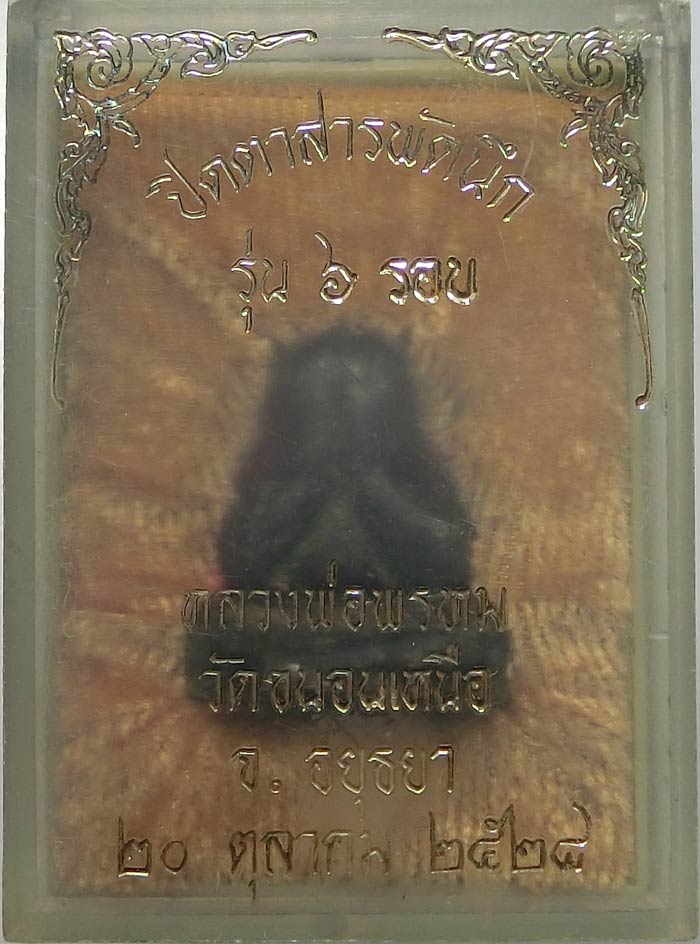 ปิดตาสารพัดนึก
รุ่น ๖ รอบ
หลวงพ่อพรหม
วัดขนอนเหนือ
จ. อยุธยา
๒๐ ตุลาคม ๒๕๒๘